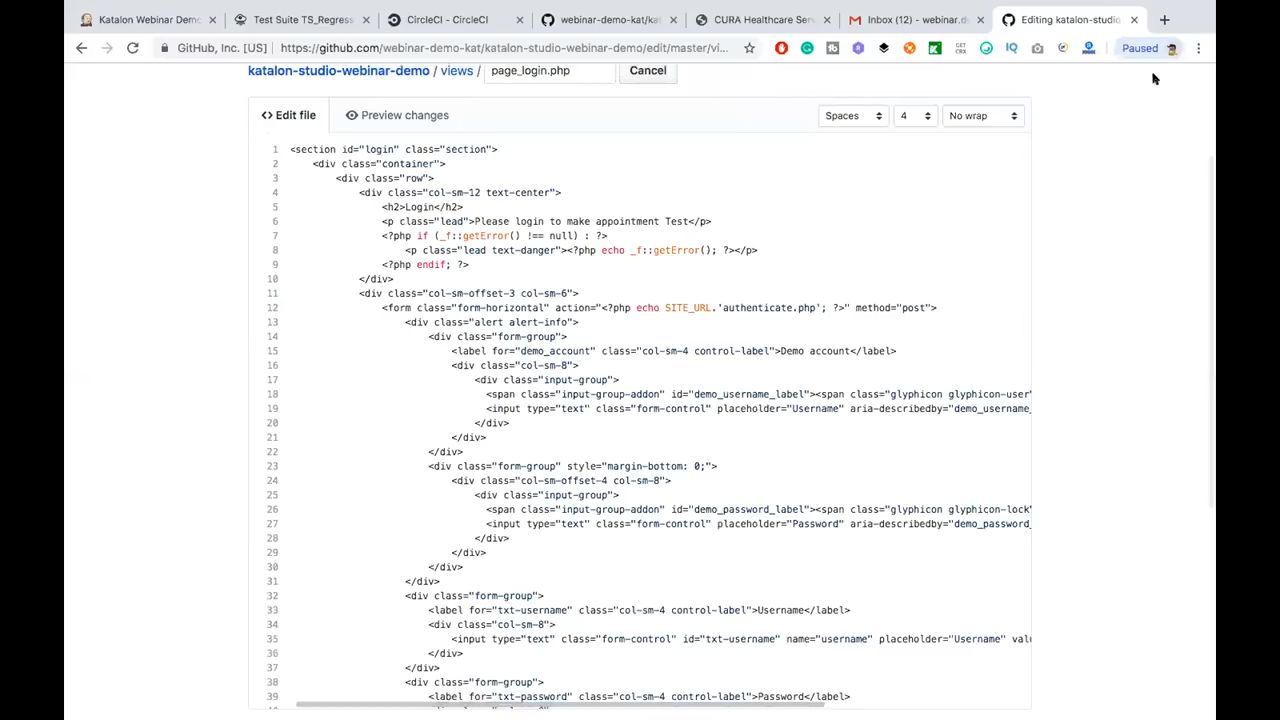 Katalon Webinar Demo
Test Suite TS_Regress
CircleCI - CircleCI
webinar-demo-kat/ka
CURA Healthcare Ser
Inbox (12) - webinar.d
Editing katalon-studio
GitHub, Inc. [US] https://github.com/webinar-demo-kat/katalon-studio-webinar-demo/edit/master/vi...
GET CRX
IQ
Paused
katalon-studio-webinar-demo / views / page_login.php Cancel
<> Edit file Preview changes Spaces 4 No wrap
1 <section id="login" class="section">
2 <div class="container">
3 <div class="row">
4 <div class="col-sm-12 text-center">
5 <h2>Login</h2>
6 <p class="lead">Please login to make appointment Test</p>
7 <?php if (_f::getError() !== null) : ?>
8 <p class="lead text-danger"><?php echo _f::getError(); ?></p>
9 <?php endif; ?>
10 </div>
11 <div class="col-sm-offset-3 col-sm-6">
12 <form class="form-horizontal" action="<?php echo SITE_URL.'authenticate.php'; ?>" method="post">
13 <div class="alert alert-info">
14 <div class="form-group">
15 <label for="demo_account" class="col-sm-4 control-label">Demo account</label>
16 <div class="col-sm-8">
17 <div class="input-group">
18 <span class="input-group-addon" id="demo_username_label"><span class="glyphicon glyphicon-user"
19 <input type="text" class="form-control" placeholder="Username" aria-describedby="demo_username_
20 </div>
21 </div>
22 </div>
23 <div class="form-group" style="margin-bottom: 0;">
24 <div class="col-sm-offset-4 col-sm-8">
25 <div class="input-group">
26 <span class="input-group-addon" id="demo_password_label"><span class="glyphicon glyphicon-lock"
27 <input type="text" class="form-control" placeholder="Password" aria-describedby="demo_password_
28 </div>
29 </div>
30 </div>
31 </div>
32 <div class="form-group">
33 <label for="txt-username" class="col-sm-4 control-label">Username</label>
34 <div class="col-sm-8">
35 <input type="text" class="form-control" id="txt-username" name="username" placeholder="Username" valu
36 </div>
37 </div>
38 <div class="form-group">
39 <label for="txt-password" class="col-sm-4 control-label">Password</label>